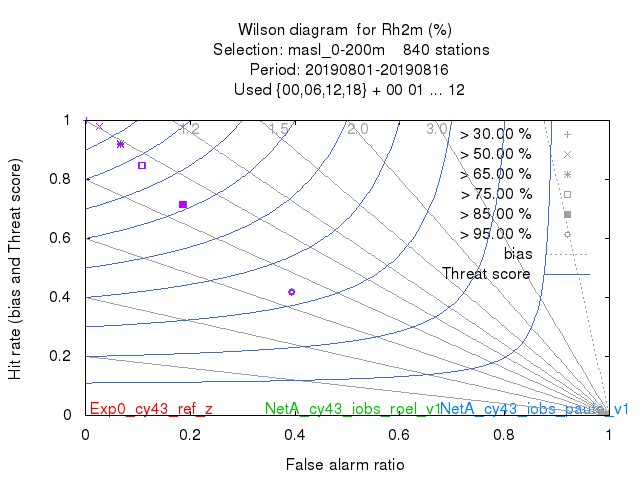 Wilson diagram for Rh2m (%)
Selection: masl_0-200m 840 stations
Period: 20190801-20190816
Used {00,06,12,18} + 00 01 ... 12
Hit rate (bias and Threat score)
1
0.8
0.6
0.4
0.2
0
1.2
1.5
2.0
3.0
> 30.00 %
> 50.00 %
> 65.00 %
> 75.00 %
> 85.00 %
> 95.00 %
bias
Threat score
Exp0_cy43_ref_z
NetA_cy43_iobs_roel_v1
NetA_cy43_iobs_pauls_v1
0
0.2
0.4
0.6
0.8
1
False alarm ratio